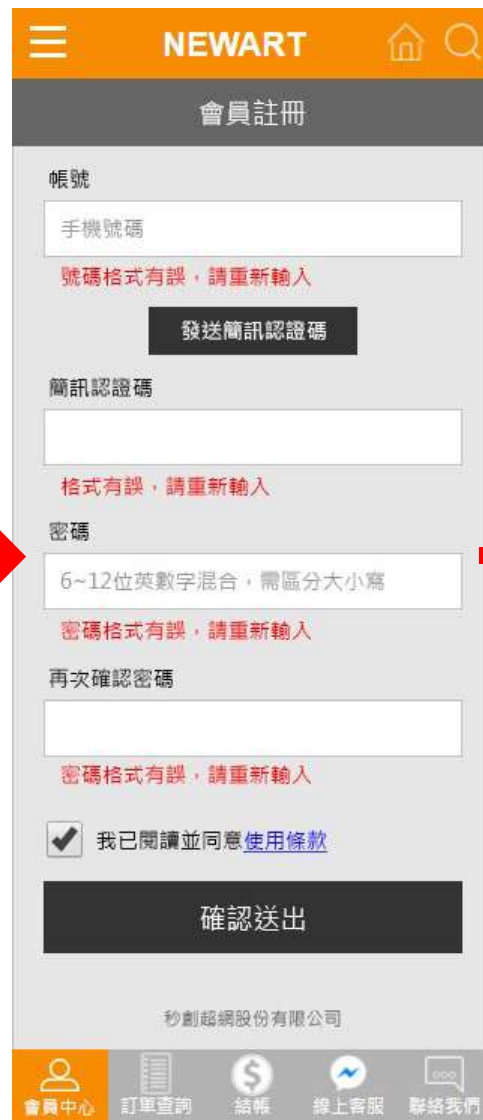 NEWART
會員註冊
帳號
手機號碼
號碼格式有誤，請重新輸入
發送簡訊認證碼
簡訊認證碼
格式有誤，請重新輸入
密碼
6~12位英數字混合，需區分大小寫
密碼格式有誤，請重新輸入
再次確認密碼
密碼格式有誤，請重新輸入
我已閱讀並同意使用條款
確認送出
秒創超網股份有限公司
會員中心 訂單查詢 結帳 線上客服 聯絡我們